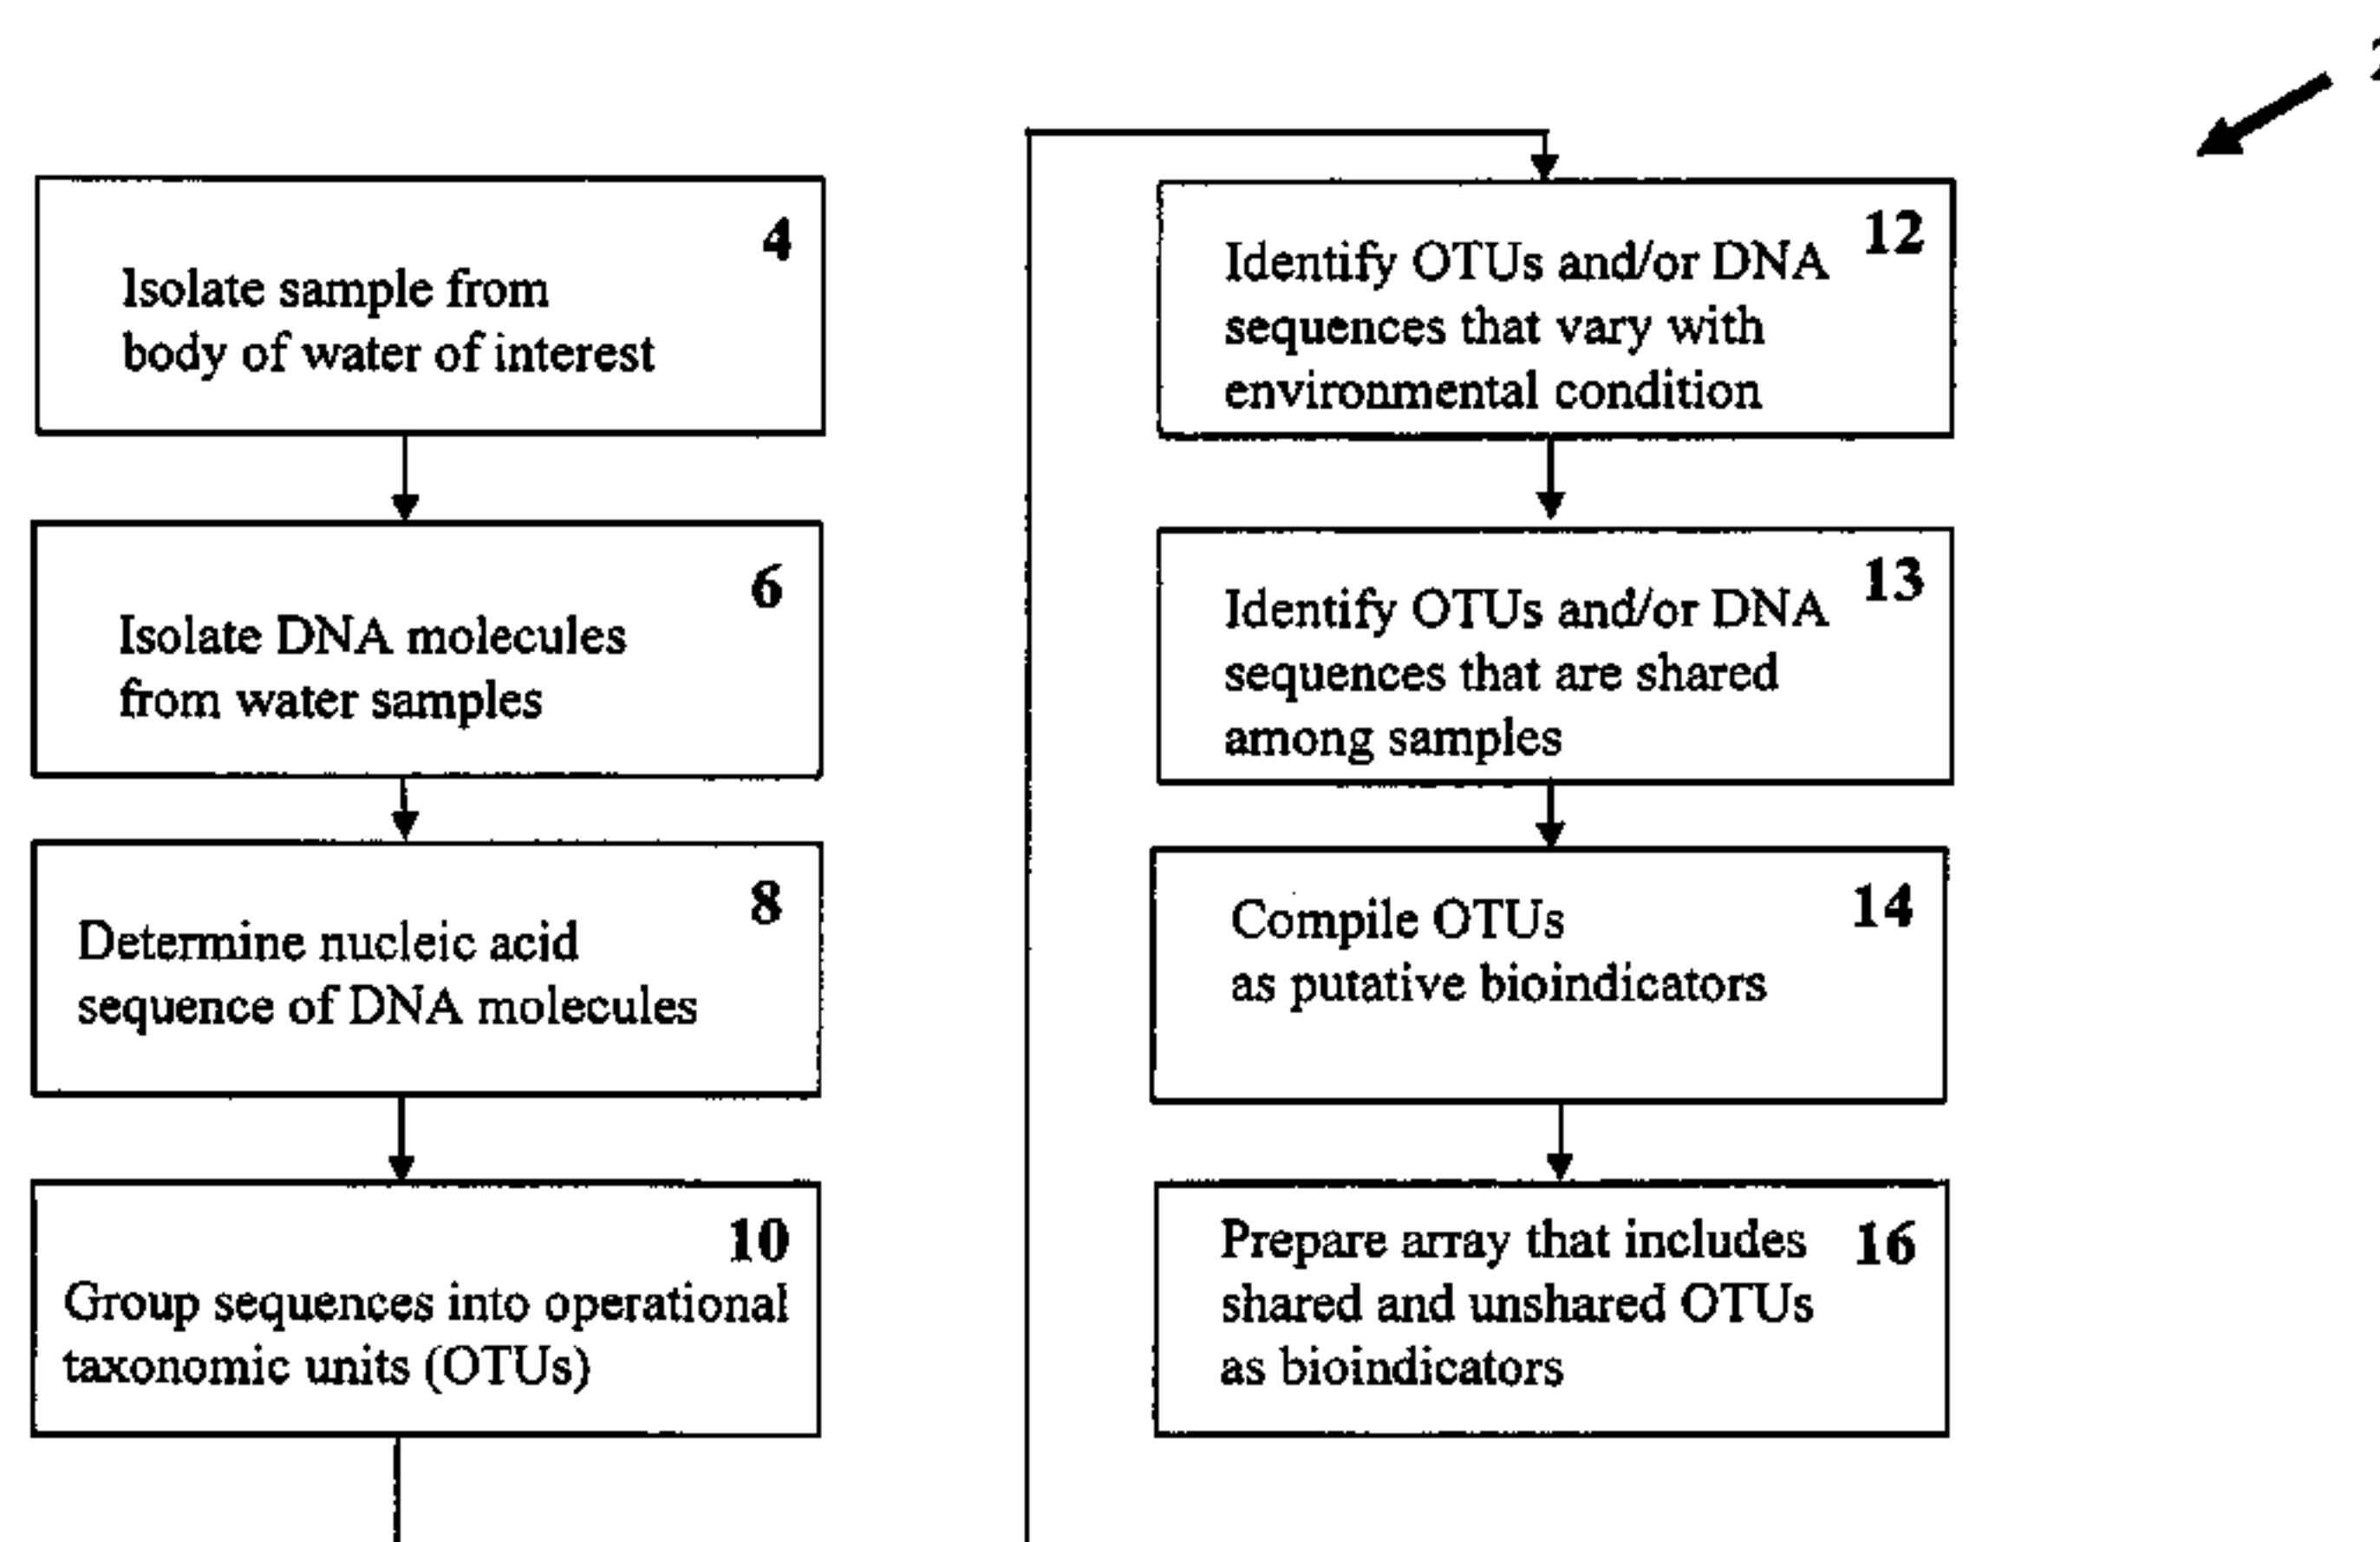 4
Isolate sample from
body of water of interest
6
Isolate DNA molecules
from water samples
8
Determine nucleic acid
sequence of DNA molecules
10
Group sequences into operational
taxonomic units (OTUs)
12
Identify OTUs and/or DNA
sequences that vary with
environmental condition
13
Identify OTUs and/or DNA
sequences that are shared
among samples
14
Compile OTUs
as putative bioindicators
16
Prepare array that includes
shared and unshared OTUs
as bioindicators